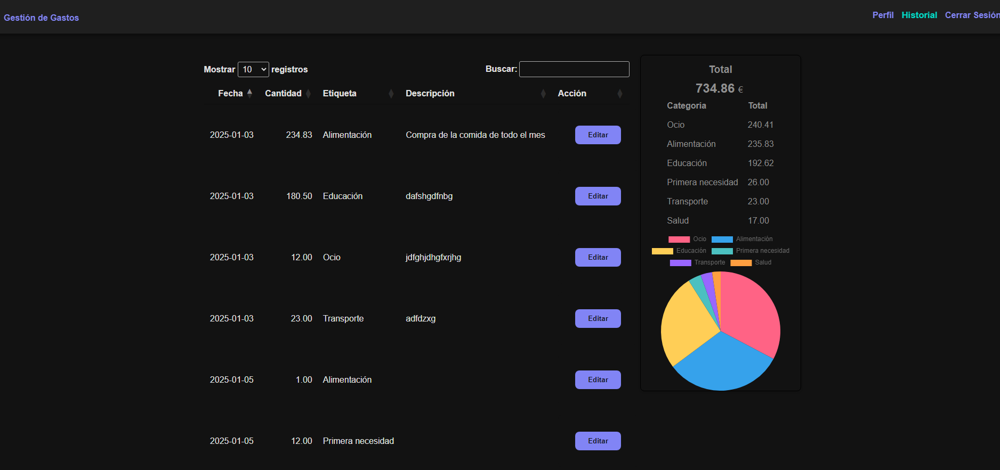 Gestión de Gastos
Perfil Historial Cerrar Sesión
Mostrar 10 registros
Buscar:
Fecha Cantidad Etiqueta Descripción Acción
2025-01-03 234.83 Alimentación Compra de la comida de todo el mes Editar
2025-01-03 180.50 Educación dafshgdfnbg Editar
2025-01-03 12.00 Ocio jdfghjdhgfxrjhg Editar
2025-01-03 23.00 Transporte adfdzxg Editar
2025-01-05 1.00 Alimentación Editar
2025-01-05 12.00 Primera necesidad Editar
Total
734.86 €
Categoría Total
Ocio 240.41
Alimentación 235.83
Educación 192.62
Primera necesidad 26.00
Transporte 23.00
Salud 17.00
Ocio Alimentación
Educación Primera necesidad
Transporte Salud